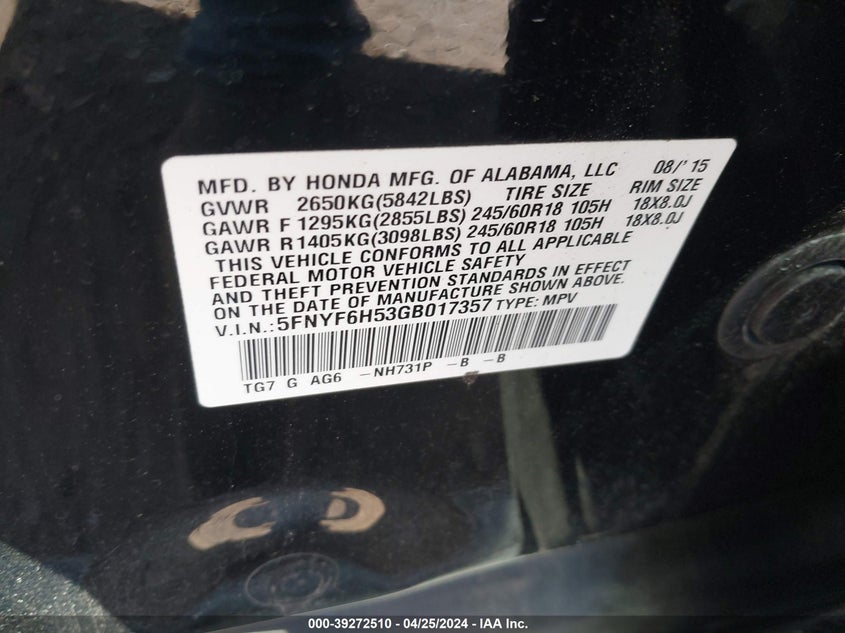 MFD. BY HONDA MFG. OF ALABAMA, LLC 08/'15
GVWR 2650KG(5842LBS) TIRE SIZE RIM SIZE
GAWR F 1295KG(2855LBS) 245/60R18 105H 18X8.0J
GAWR R1405KG(3098LBS) 245/60R18 105H 18X8.0J
THIS VEHICLE CONFORMS TO ALL APPLICABLE
FEDERAL MOTOR VEHICLE SAFETY
AND THEFT PREVENTION STANDARDS IN EFFECT
ON THE DATE OF MANUFACTURE SHOWN ABOVE.
V.I.N.:5FNYF6H53GB017357 TYPE: MPV
TG7 G AG6 -NH731P -B -B
000-39272510 - 04/25/2024 - IAA Inc.